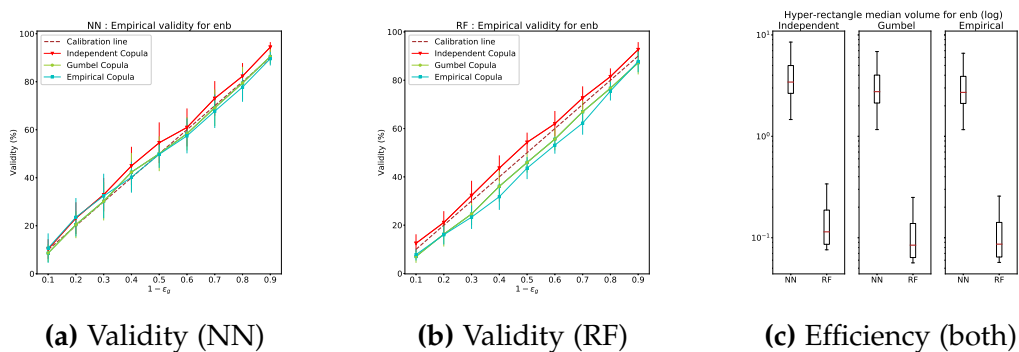 NN : Empirical validity for enb
Calibration line
Independent Copula
Gumbel Copula
Empirical Copula
Validity (%)
100
80
60
40
20
0
0.1 0.2 0.3 0.4 0.5 0.6 0.7 0.8 0.9
1 − ε_g
(a) Validity (NN)
RF : Empirical validity for enb
Calibration line
Independent Copula
Gumbel Copula
Empirical Copula
Validity (%)
100
80
60
40
20
0
0.1 0.2 0.3 0.4 0.5 0.6 0.7 0.8 0.9
1 − ε_g
(b) Validity (RF)
Hyper-rectangle median volume for enb (log)
Independent Gumbel Empirical
10¹
10⁰
10⁻¹
NN RF NN RF NN RF
(c) Efficiency (both)